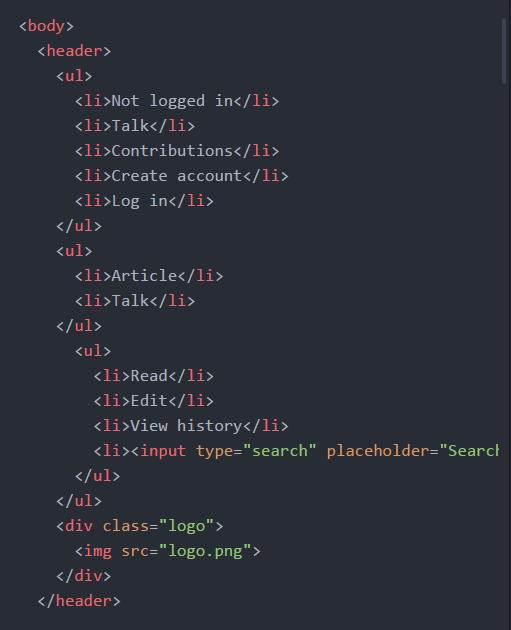 <body>
<header>
<ul>
<li>Not logged in</li>
<li>Talk</li>
<li>Contributions</li>
<li>Create account</li>
<li>Log in</li>
</ul>
<ul>
<li>Article</li>
<li>Talk</li>
</ul>
<ul>
<li>Read</li>
<li>Edit</li>
<li>View history</li>
<li><input type="search" placeholder="Search
</ul>
</ul>
<div class="logo">
<img src="logo.png">
</div>
</header>